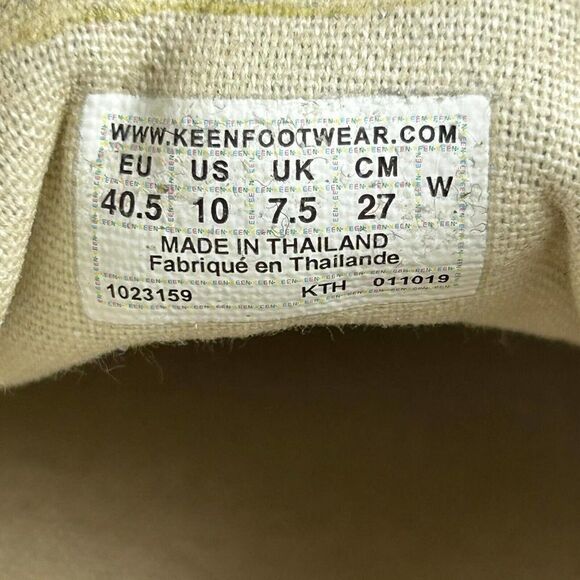 WWW.KEENFOOTWEAR.COM
EU US UK CM W
40.5 10 7.5 27
MADE IN THAILAND
Fabriqué en Thaïlande
1023159 KTH 011019